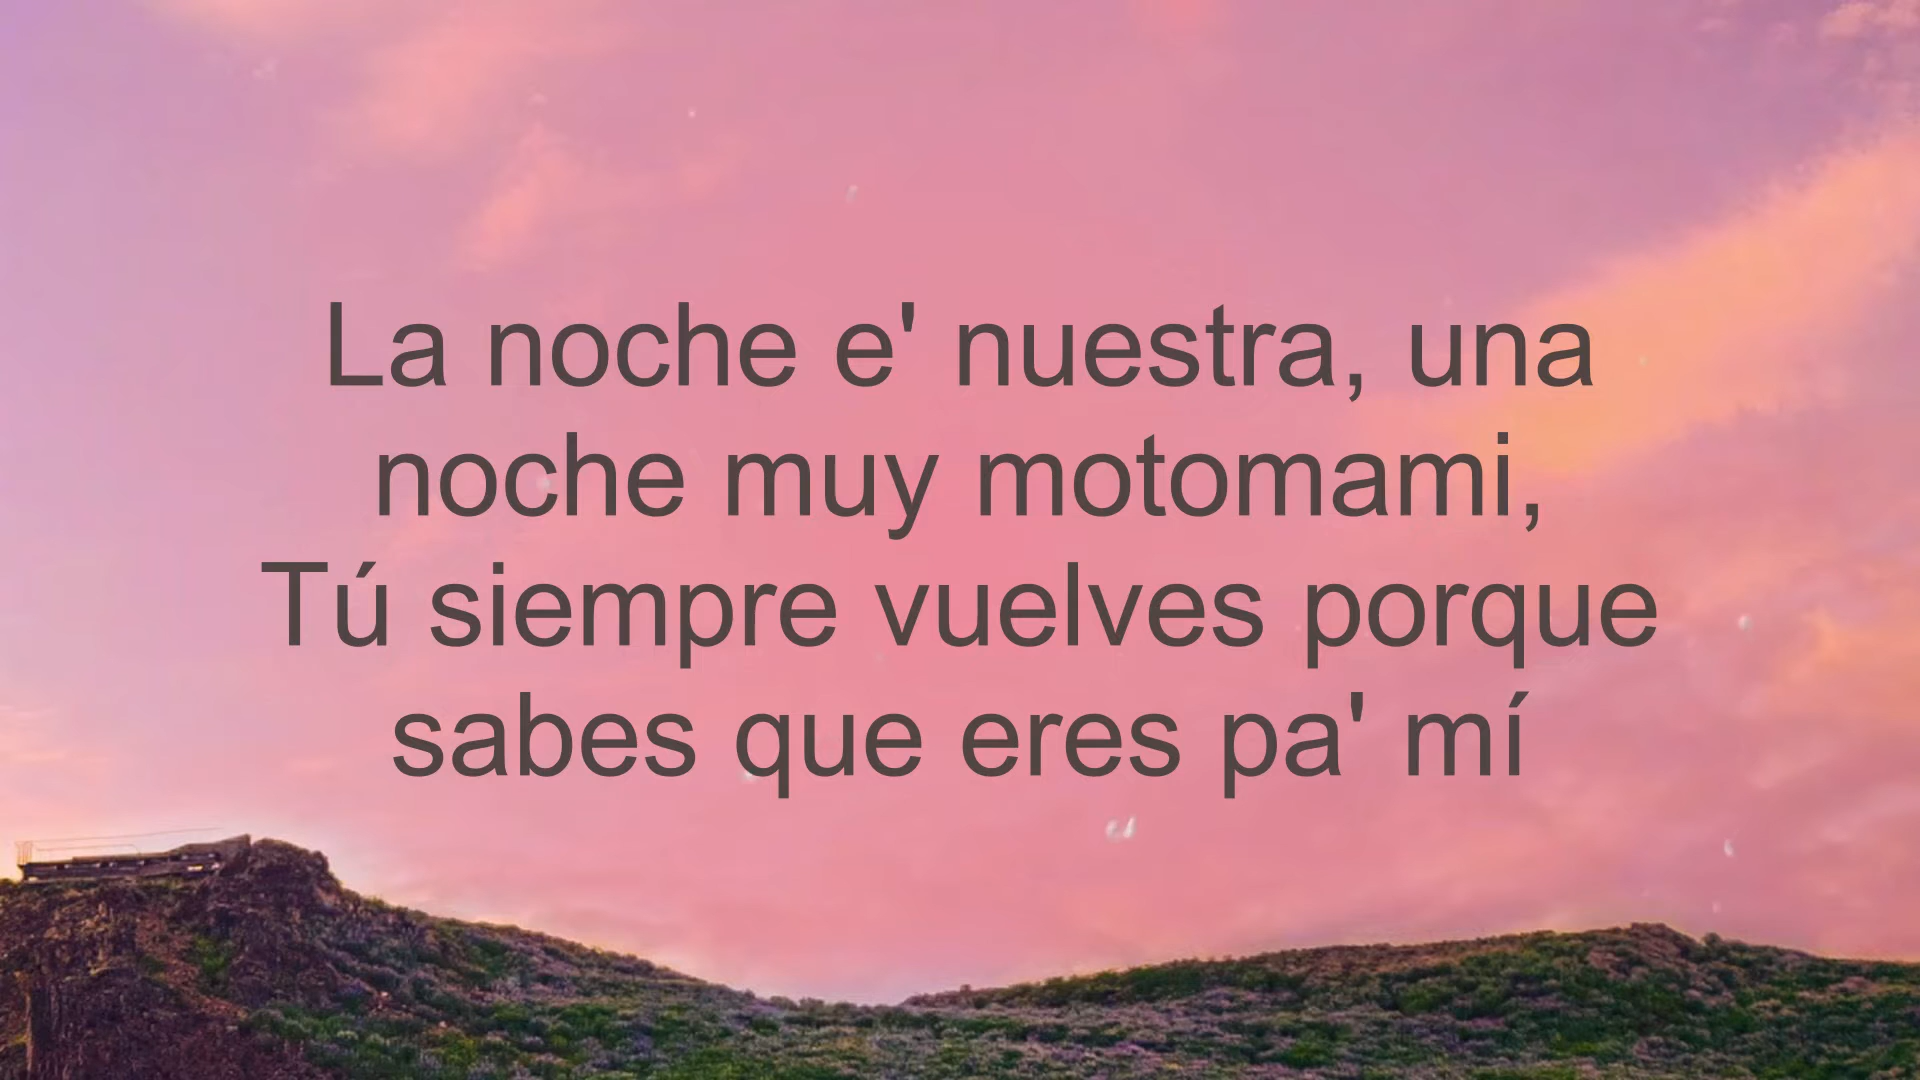 La noche e' nuestra, una
noche muy motomami,
Tú siempre vuelves porque
sabes que eres pa' mí